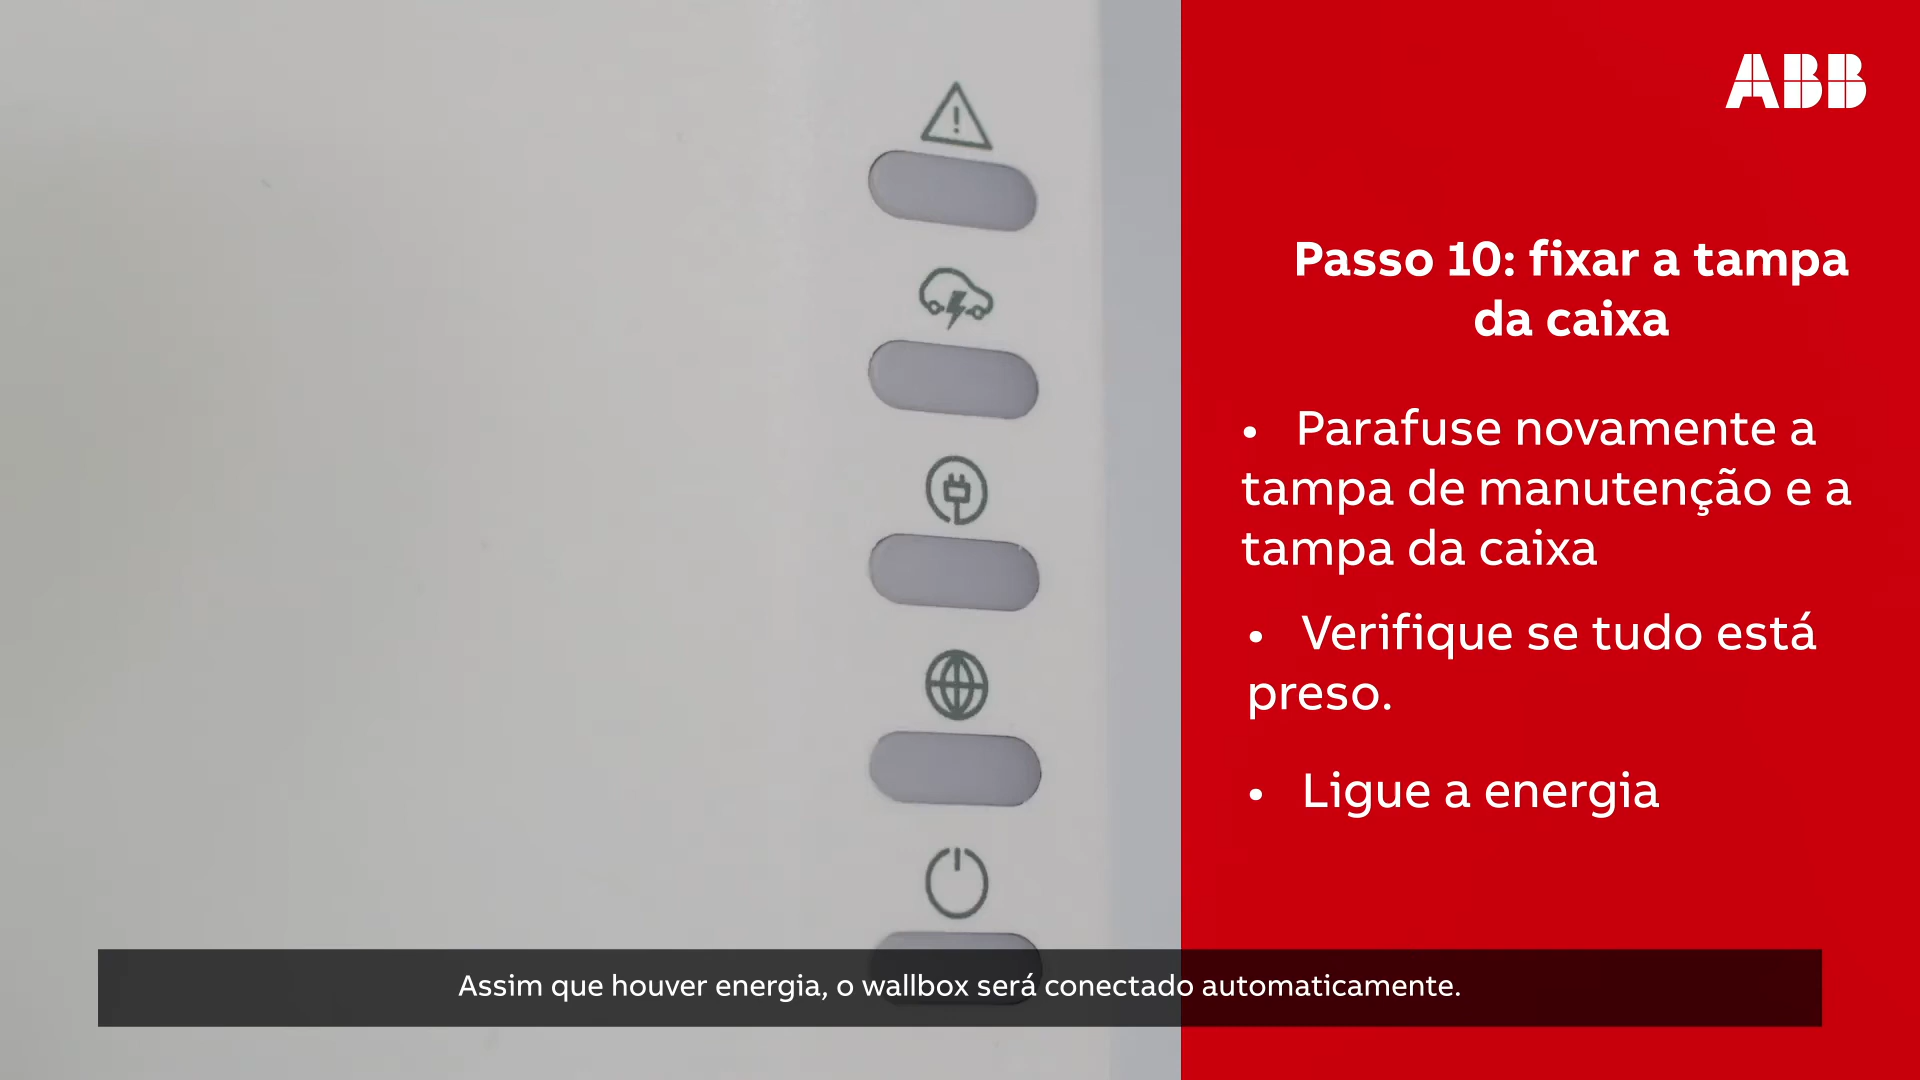 ABB
Passo 10: fixar a tampa
da caixa
• Parafuse novamente a
tampa de manutenção e a
tampa da caixa
• Verifique se tudo está
preso.
• Ligue a energia
Assim que houver energia, o wallbox será conectado automaticamente.